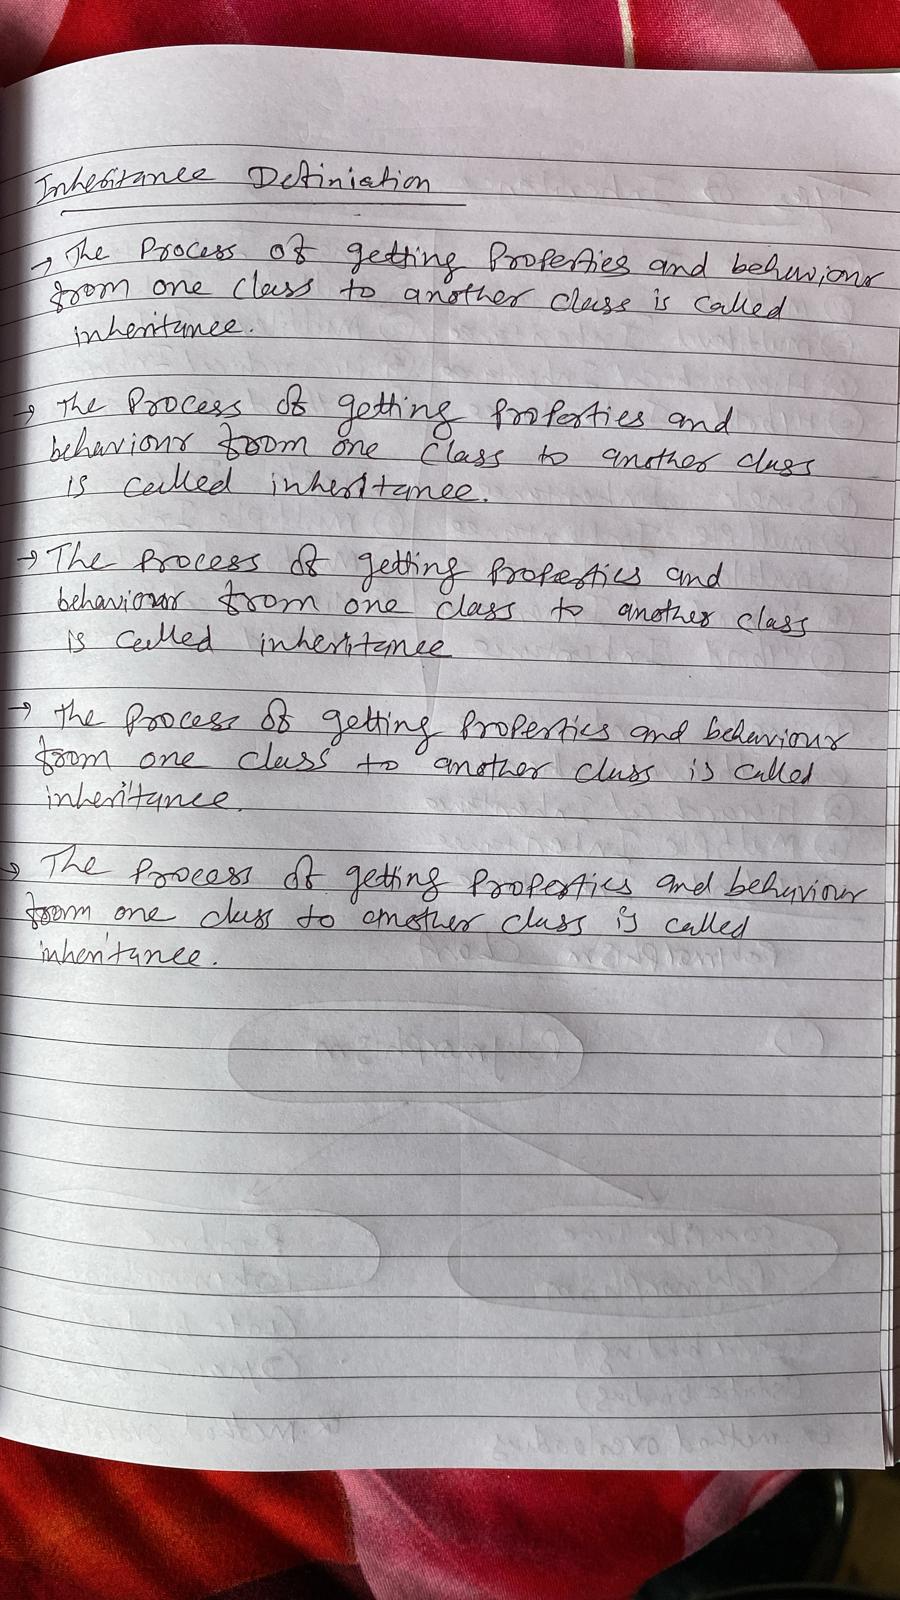 Inheritance Definiation
→ The Process of getting Properties and behaviour
from one class to another class is called
inheritance.
→ The Process of getting Properties and
behaviour from one class to another class
is called inheritance.
→ The Process of getting Properties and
behaviour from one class to another class
is called inheritance
→ The Process of getting Properties and behaviour
from one class to another class is called
inheritance.
→ The Process of getting Properties and behaviour
from one class to another class is called
inheritance.